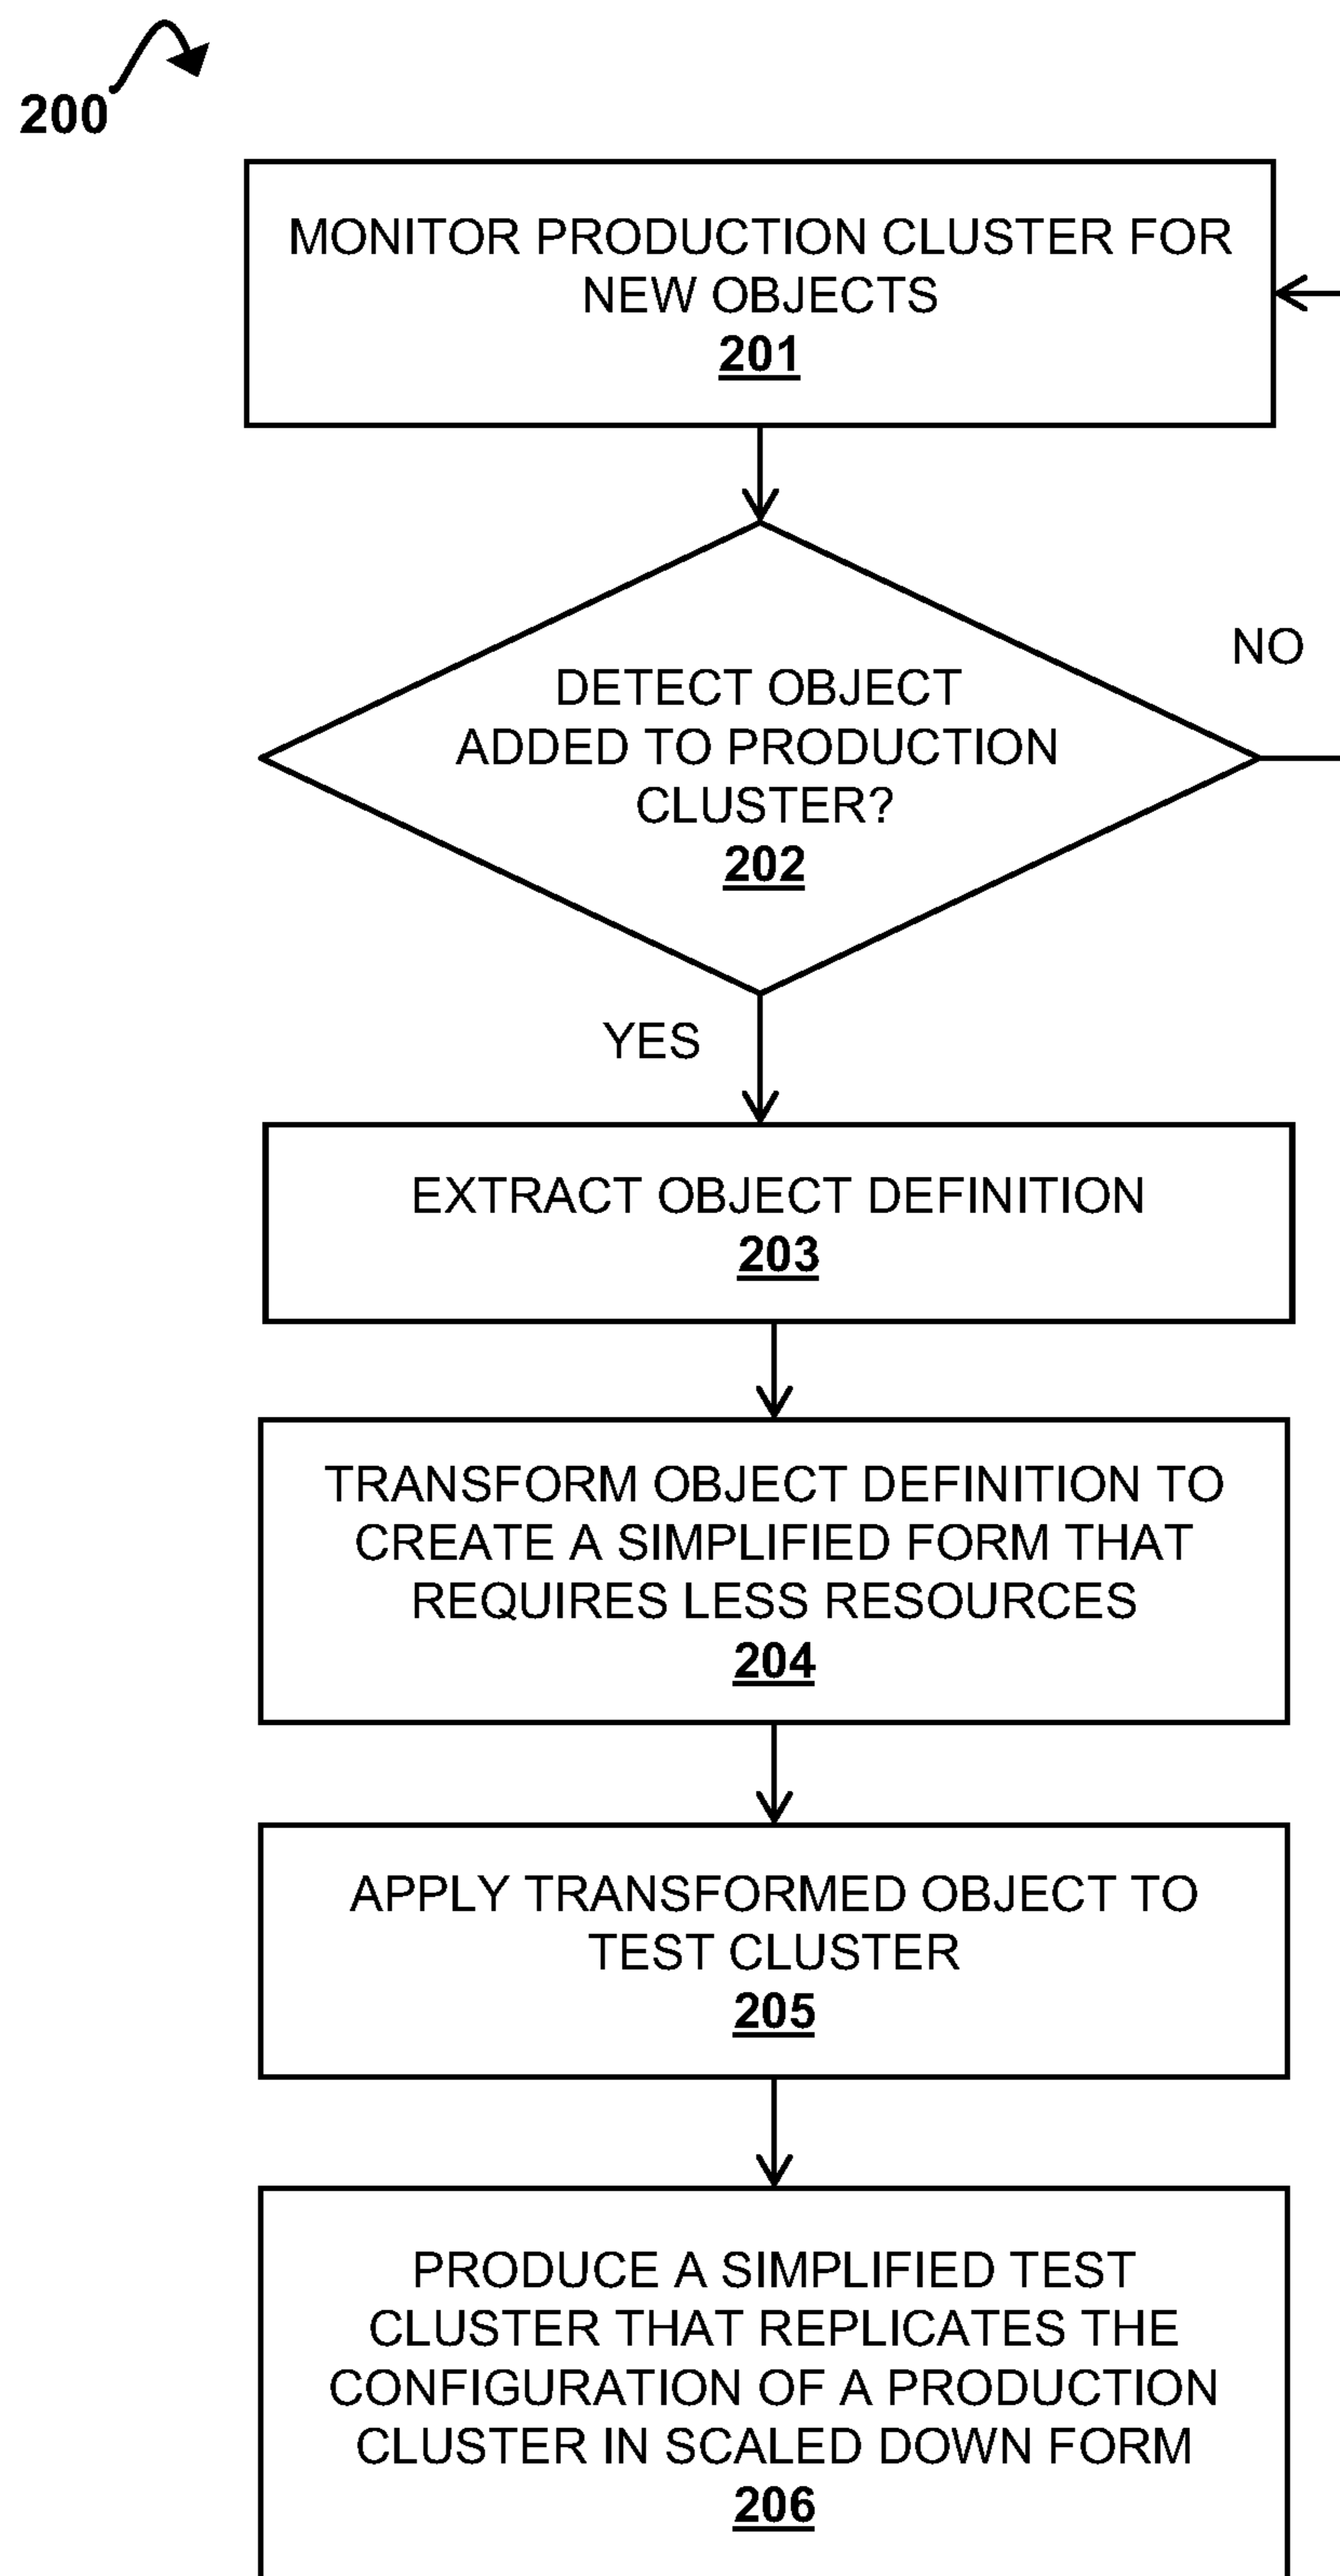 200
MONITOR PRODUCTION CLUSTER FOR
NEW OBJECTS
201
DETECT OBJECT
ADDED TO PRODUCTION
CLUSTER?
202
NO
YES
EXTRACT OBJECT DEFINITION
203
TRANSFORM OBJECT DEFINITION TO
CREATE A SIMPLIFIED FORM THAT
REQUIRES LESS RESOURCES
204
APPLY TRANSFORMED OBJECT TO
TEST CLUSTER
205
PRODUCE A SIMPLIFIED TEST
CLUSTER THAT REPLICATES THE
CONFIGURATION OF A PRODUCTION
CLUSTER IN SCALED DOWN FORM
206